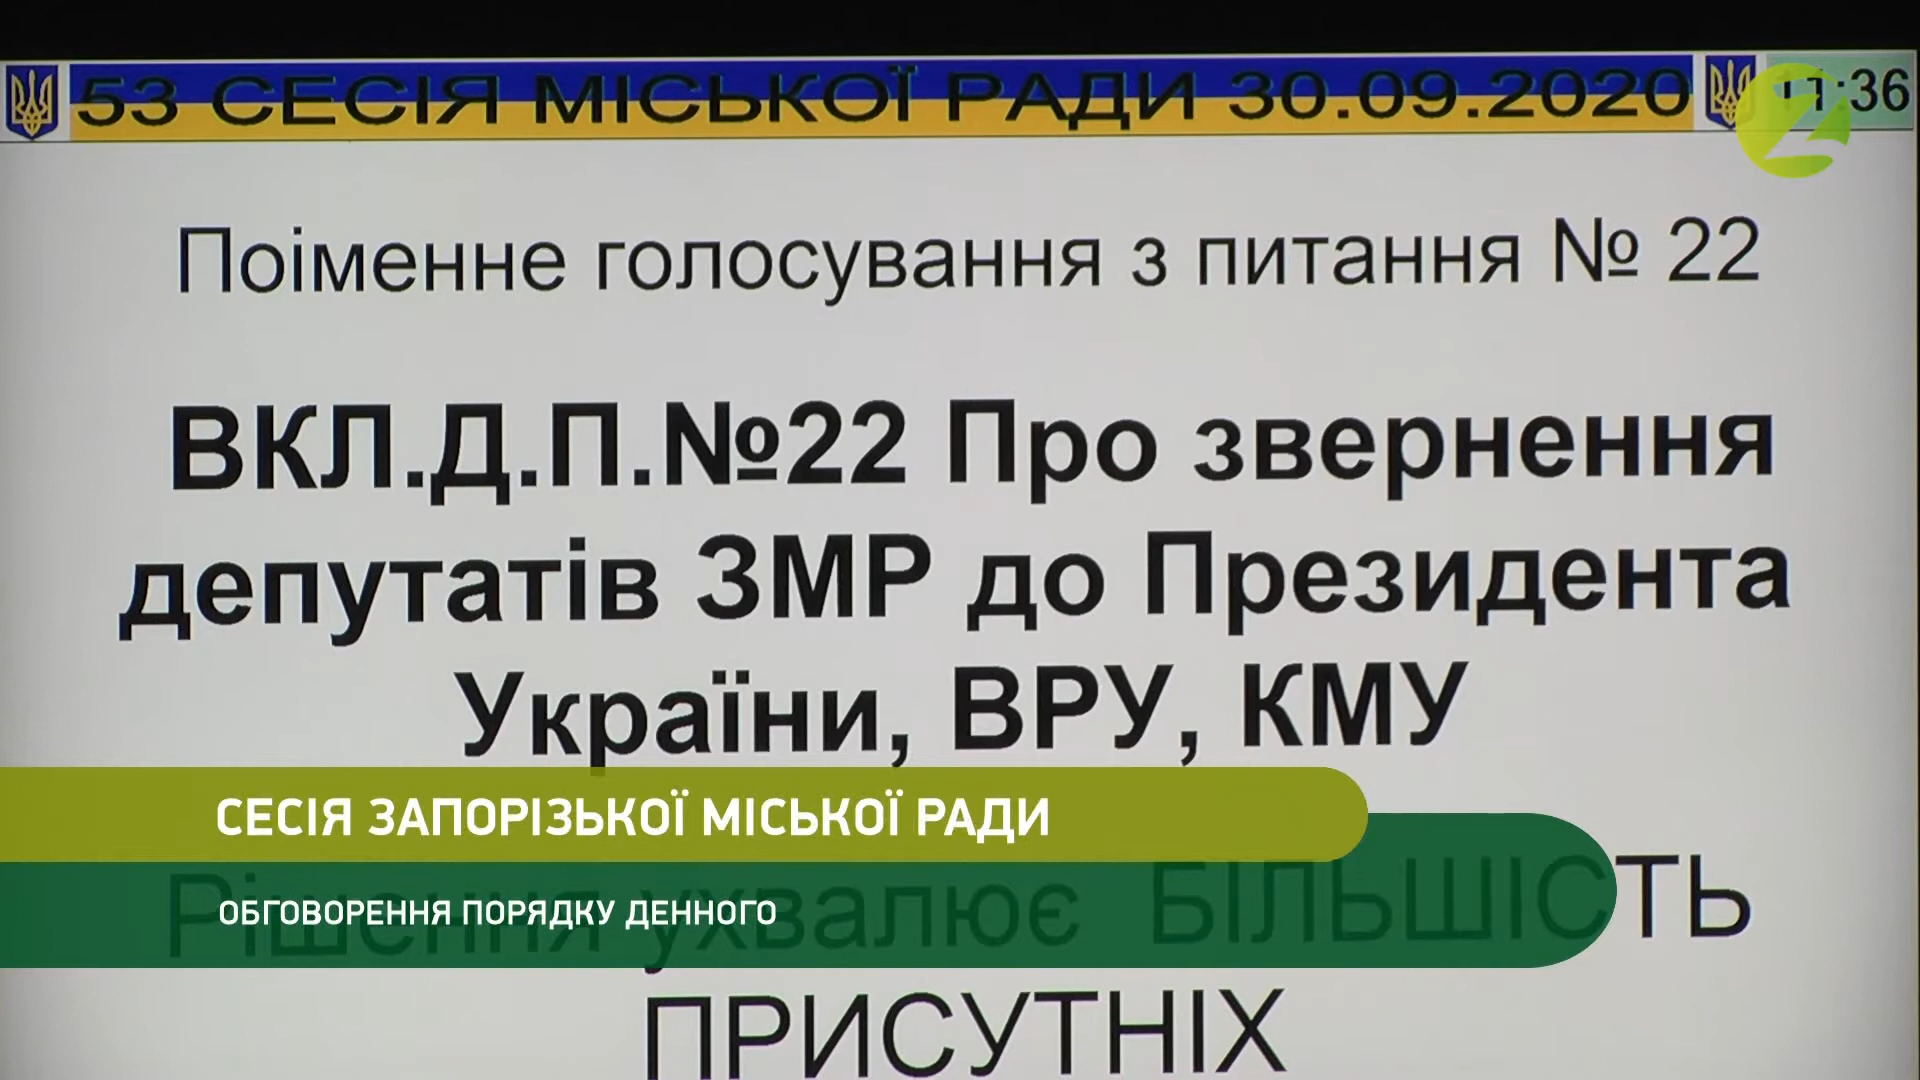 53 СЕСІЯ МІСЬКОЇ РАДИ 30.09.2020 11:36
Поіменне голосування з питання № 22
ВКЛ.Д.П.№22 Про звернення
депутатів ЗМР до Президента
України, ВРУ, КМУ
СЕСІЯ ЗАПОРІЗЬКОЇ МІСЬКОЇ РАДИ
Рішення ухвалює БІЛЬШІСТЬ
ОБГОВОРЕННЯ ПОРЯДКУ ДЕННОГО
ПРИСУТНІХ